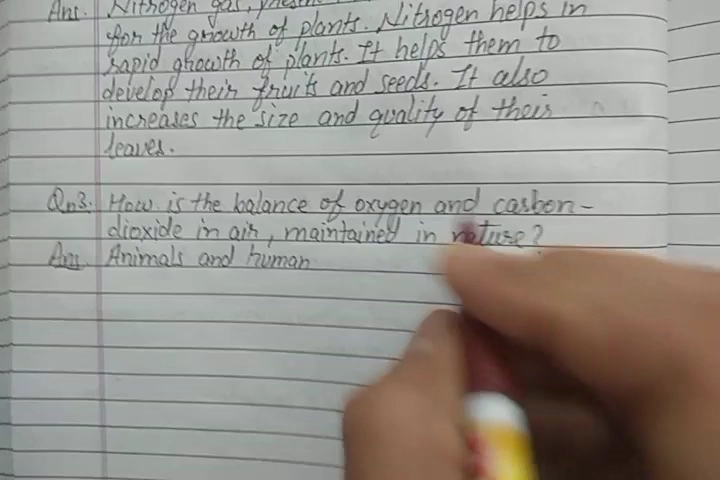 Ans. Nitrogen gas,
for the growth of plants. Nitrogen helps in
rapid growth of plants. It helps them to
develop their fruits and seeds. It also
increases the size and quality of their
leaves.
Qn3. How is the balance of oxygen and carbon-
dioxide in air, maintained in nature?
Ans. Animals and human